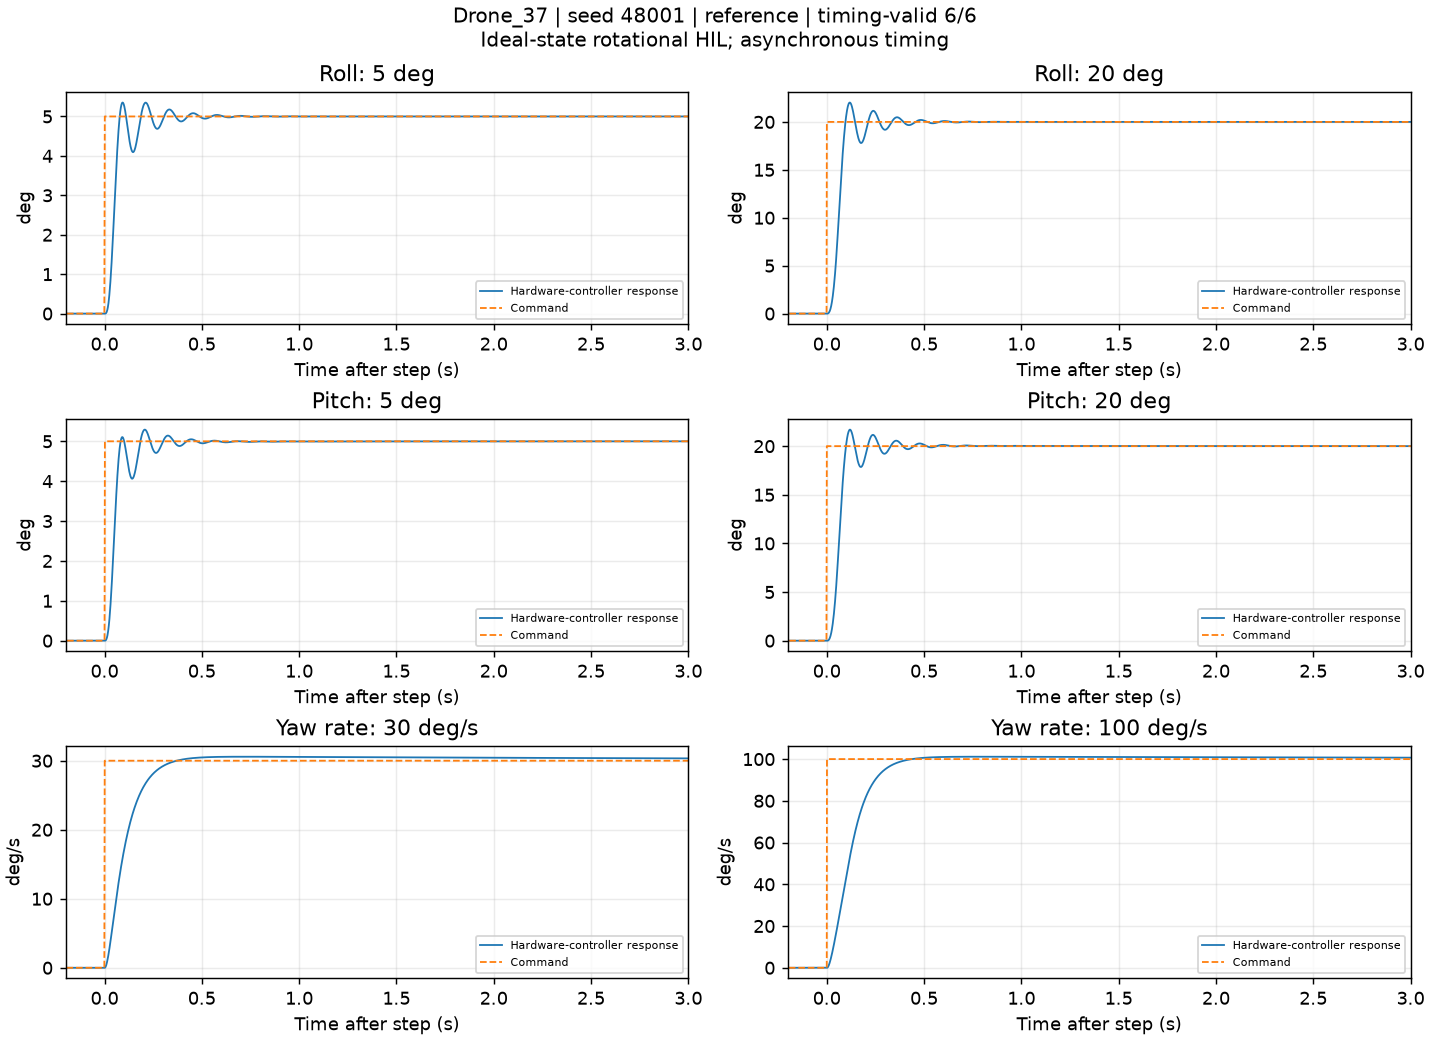 Drone_37 | seed 48001 | reference | timing-valid 6/6
Ideal-state rotational HIL; asynchronous timing
Roll: 5 deg
deg
5
4
3
2
1
0
Hardware-controller response
Command
0.0 0.5 1.0 1.5 2.0 2.5 3.0
Time after step (s)
Roll: 20 deg
deg
20
15
10
5
0
Hardware-controller response
Command
0.0 0.5 1.0 1.5 2.0 2.5 3.0
Time after step (s)
Pitch: 5 deg
deg
5
4
3
2
1
0
Hardware-controller response
Command
0.0 0.5 1.0 1.5 2.0 2.5 3.0
Time after step (s)
Pitch: 20 deg
deg
20
15
10
5
0
Hardware-controller response
Command
0.0 0.5 1.0 1.5 2.0 2.5 3.0
Time after step (s)
Yaw rate: 30 deg/s
deg/s
30
20
10
0
Hardware-controller response
Command
0.0 0.5 1.0 1.5 2.0 2.5 3.0
Time after step (s)
Yaw rate: 100 deg/s
deg/s
100
80
60
40
20
0
Hardware-controller response
Command
0.0 0.5 1.0 1.5 2.0 2.5 3.0
Time after step (s)